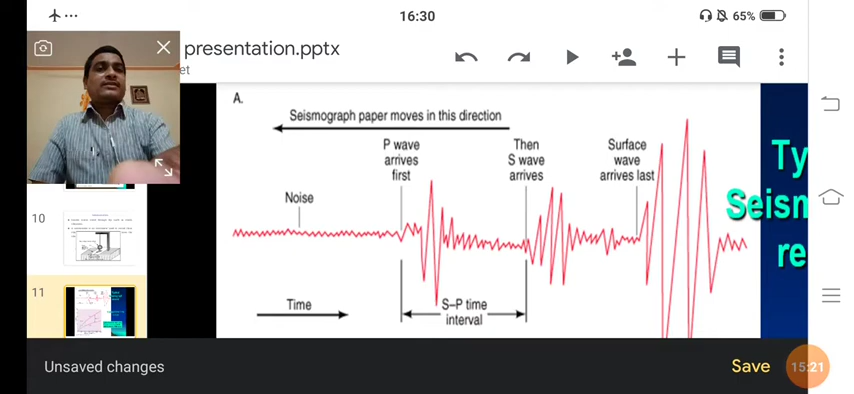 16:30
65%
presentation.pptx
et
A.
Seismograph paper moves in this direction
P wave
arrives
first
Then
S wave
arrives
Surface
wave
arrives last
Noise
Time
S–P time
interval
Ty
Seism
re
10
11
Unsaved changes
Save
15:21